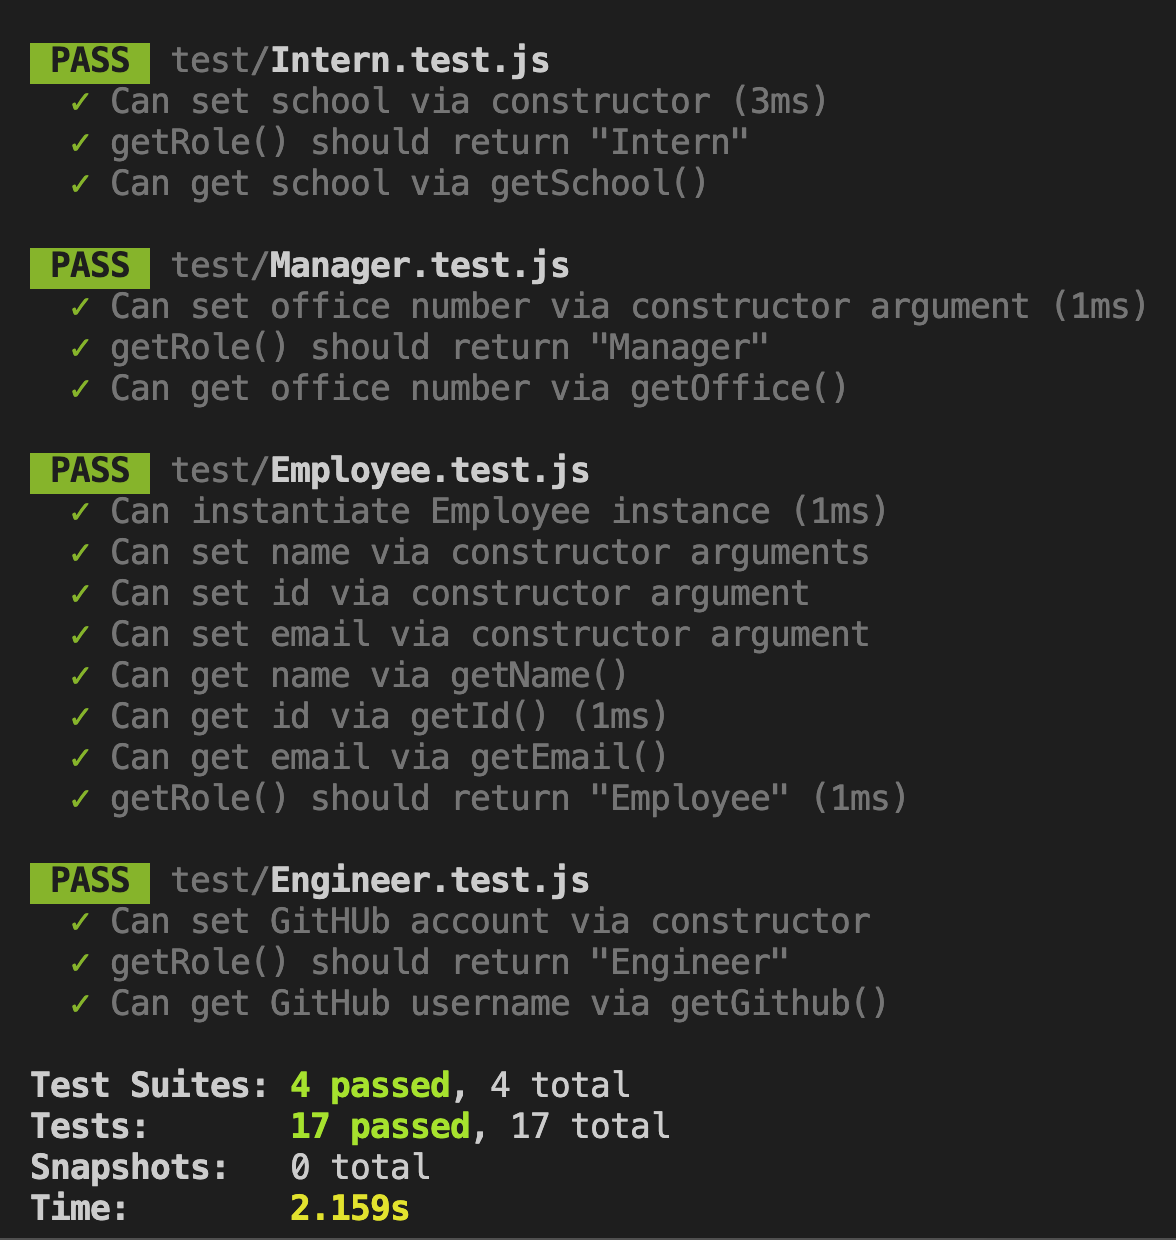 PASS test/Intern.test.js
✓ Can set school via constructor (3ms)
✓ getRole() should return "Intern"
✓ Can get school via getSchool()
PASS test/Manager.test.js
✓ Can set office number via constructor argument (1ms)
✓ getRole() should return "Manager"
✓ Can get office number via getOffice()
PASS test/Employee.test.js
✓ Can instantiate Employee instance (1ms)
✓ Can set name via constructor arguments
✓ Can set id via constructor argument
✓ Can set email via constructor argument
✓ Can get name via getName()
✓ Can get id via getId() (1ms)
✓ Can get email via getEmail()
✓ getRole() should return "Employee" (1ms)
PASS test/Engineer.test.js
✓ Can set GitHUb account via constructor
✓ getRole() should return "Engineer"
✓ Can get GitHub username via getGithub()
Test Suites: 4 passed, 4 total
Tests: 17 passed, 17 total
Snapshots: 0 total
Time: 2.159s